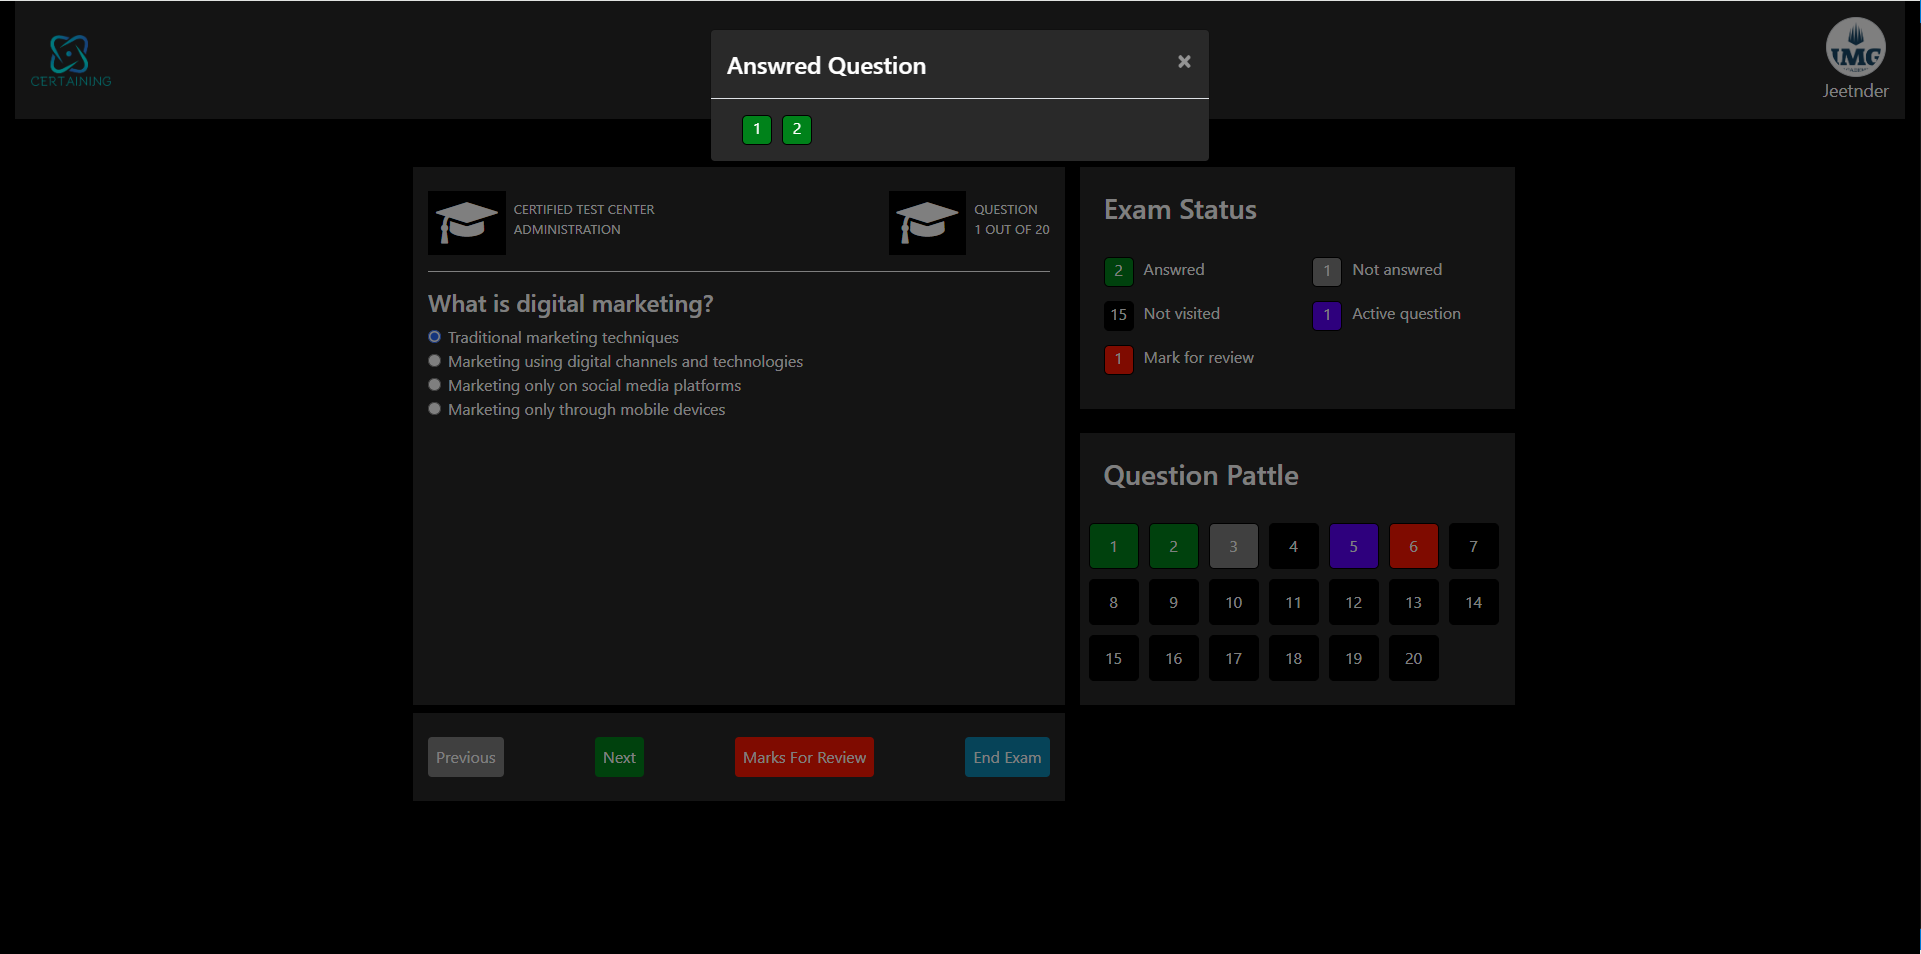 CERTAINING
Answred Question ×
1 2
IMG
Jeetnder
CERTIFIED TEST CENTER
ADMINISTRATION
QUESTION
1 OUT OF 20
What is digital marketing?
Traditional marketing techniques
Marketing using digital channels and technologies
Marketing only on social media platforms
Marketing only through mobile devices
Previous Next Marks For Review End Exam
Exam Status
2 Answred 1 Not answred
15 Not visited 1 Active question
1 Mark for review
Question Pattle
1 2 3 4 5 6 7
8 9 10 11 12 13 14
15 16 17 18 19 20